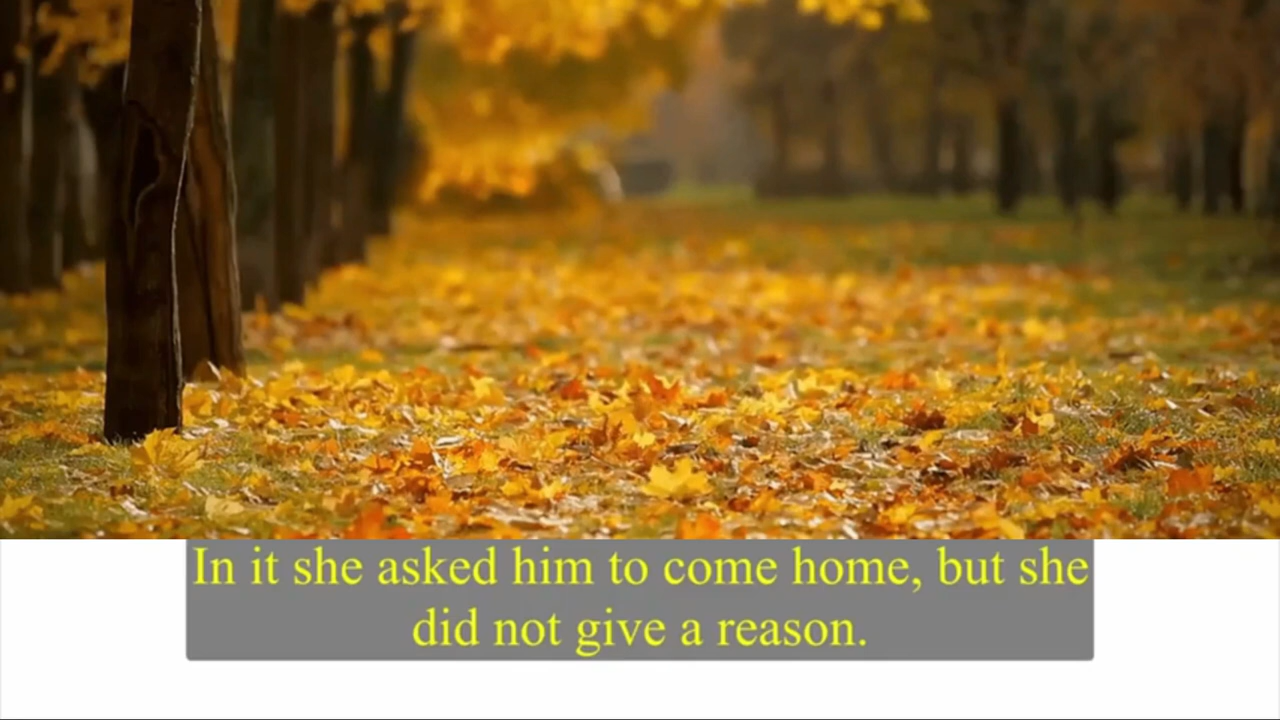 In it she asked him to come home, but she
did not give a reason.